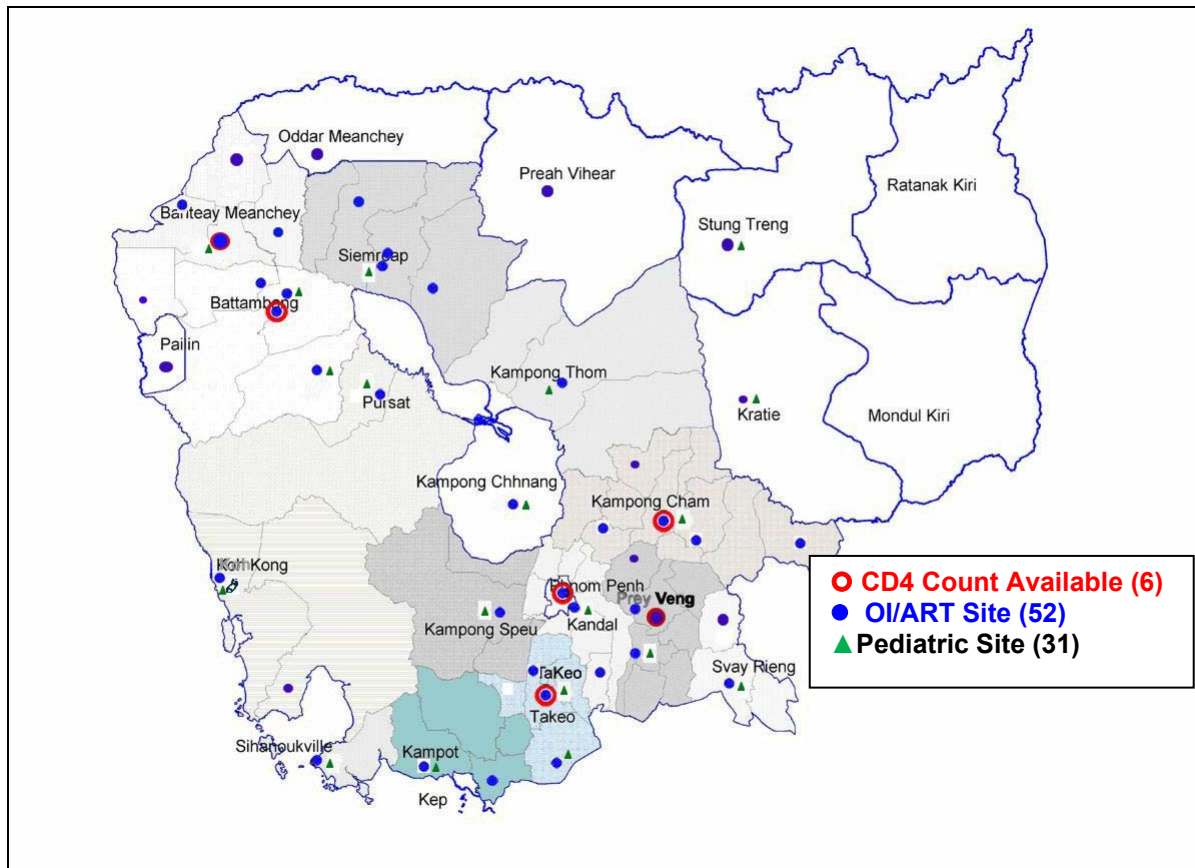 Oddar Meanchey
Preah Vihear
Ratanak Kiri
Banteay Meanchey
Stung Treng
Siemreap
Battambong
Pailin
Kampong Thom
Pursat
Kratie
Mondul Kiri
Kampong Chhnang
Kampong Cham
Koh Kong
Phnom Penh
Prey Veng
Kandal
Kampong Speu
TaKeo
Svay Rieng
Takeo
Sihanoukville
Kampot
Kep
CD4 Count Available (6)
OI/ART Site (52)
Pediatric Site (31)